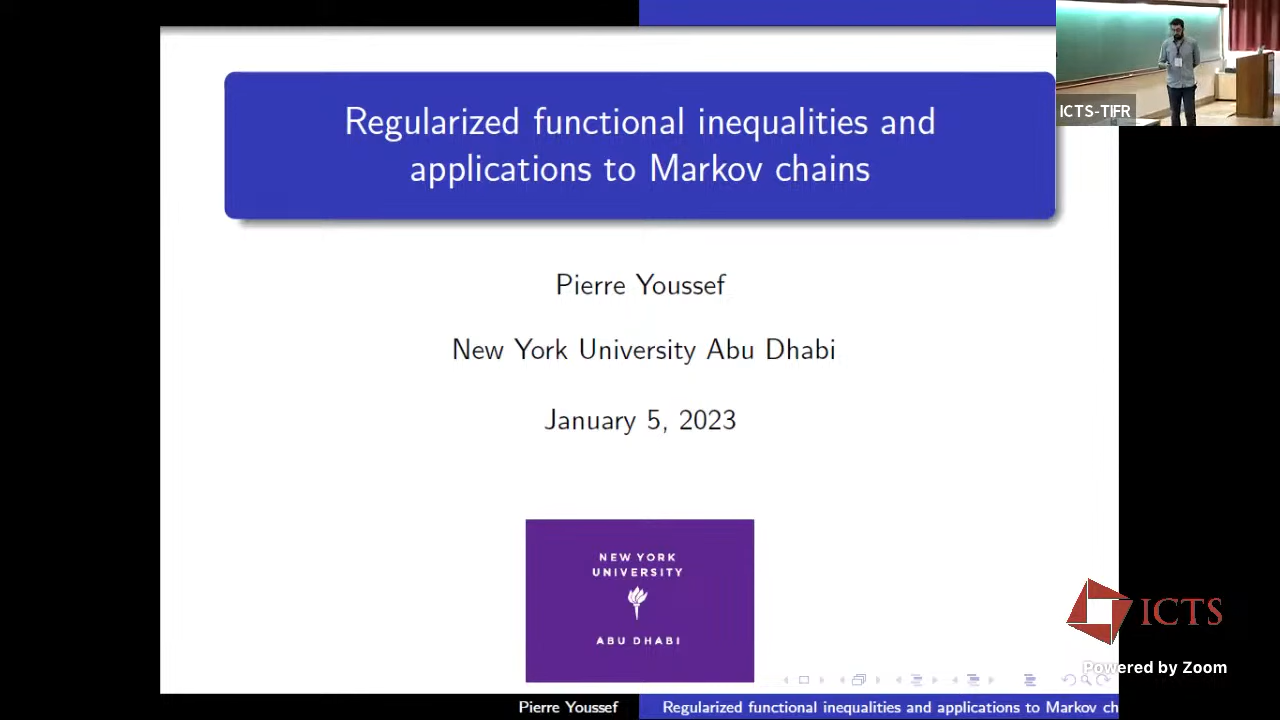 Regularized functional inequalities and
applications to Markov chains
Pierre Youssef
New York University Abu Dhabi
January 5, 2023
NEW YORK
UNIVERSITY
ABU DHABI
ICTS-TIFR
ICTS
Powered by Zoom
Pierre Youssef
Regularized functional inequalities and applications to Markov ch